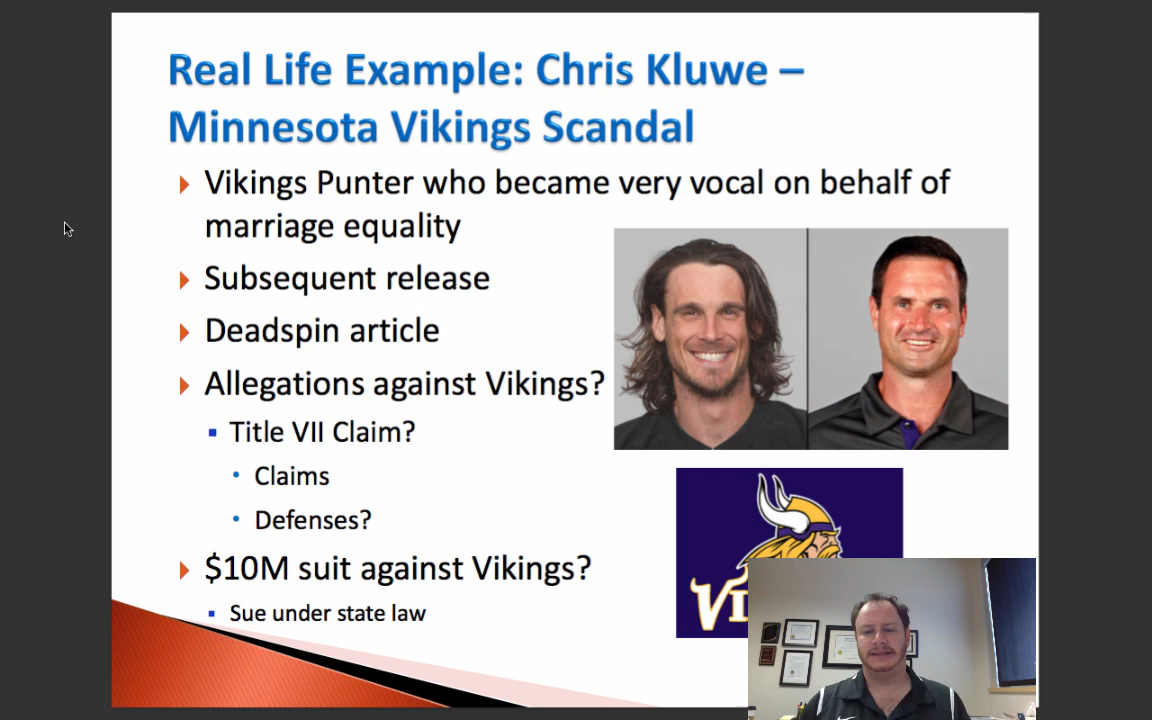 Real Life Example: Chris Kluwe –
Minnesota Vikings Scandal
Vikings Punter who became very vocal on behalf of
marriage equality
Subsequent release
Deadspin article
Allegations against Vikings?
Title VII Claim?
Claims
Defenses?
$10M suit against Vikings?
Sue under state law